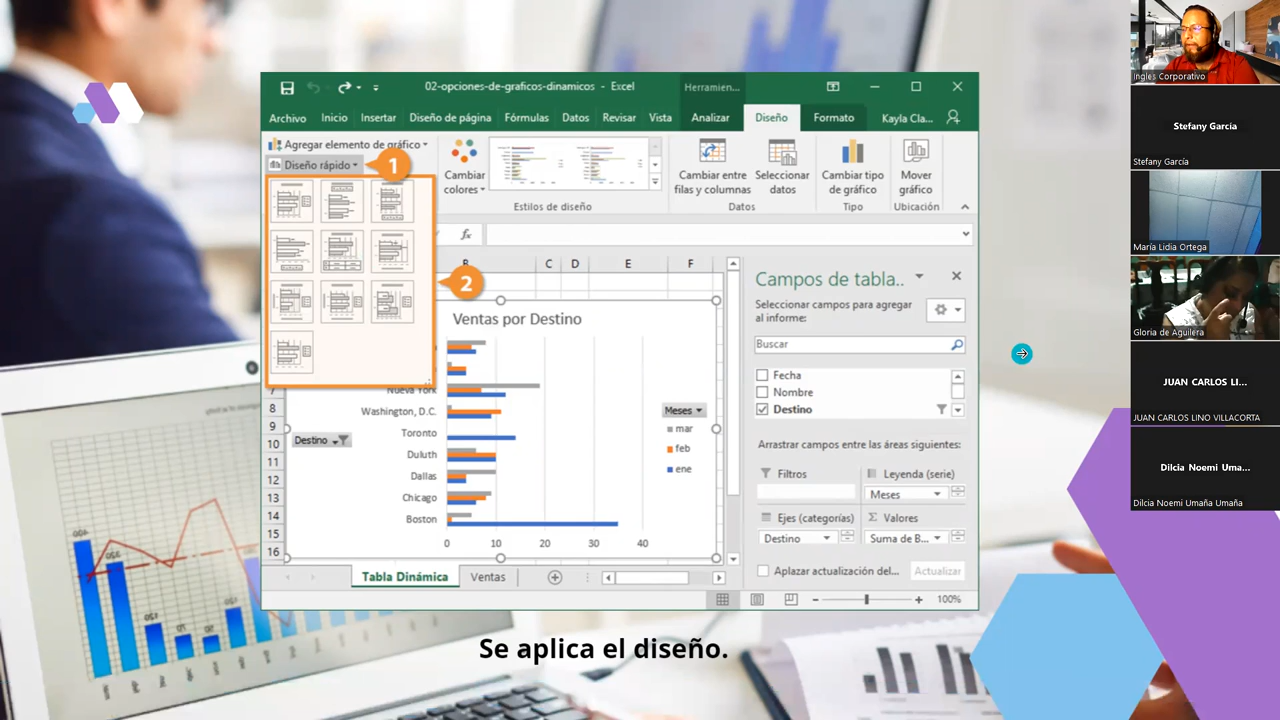 02-opciones-de-graficos-dinamicos - Excel
Herramien...
Archivo
Inicio
Insertar
Diseño de página
Fórmulas
Datos
Revisar
Vista
Analizar
Diseño
Formato
Kayla Cla...
Agregar elemento de gráfico
Diseño rápido
1
2
Cambiar colores
Estilos de diseño
Cambiar entre filas y columnas
Seleccionar datos
Datos
Cambiar tipo de gráfico
Tipo
Mover gráfico
Ubicación
fx
B
C
D
E
F
7
8
9
10
11
12
13
14
15
16
Ventas por Destino
Nueva York
Washington, D.C.
Toronto
Duluth
Dallas
Chicago
Boston
0
10
20
30
40
Destino
Meses
mar
feb
ene
Campos de tabla..
Seleccionar campos para agregar
al informe:
Buscar
Fecha
Nombre
Destino
Arrastrar campos entre las áreas siguientes:
Filtros
Leyenda (serie)
Meses
Ejes (categorías)
Σ Valores
Destino
Suma de B...
Aplazar actualización del...
Actualizar
Tabla Dinámica
Ventas
100%
Se aplica el diseño.
Ingles Corporativo
Stefany García
Stefany García
María Lidia Ortega
Gloria de Aguilera
JUAN CARLOS LI...
JUAN CARLOS LINO VILLACORTA
Dilcia Noemi Uma...
Dilcia Noemi Umaña Umaña